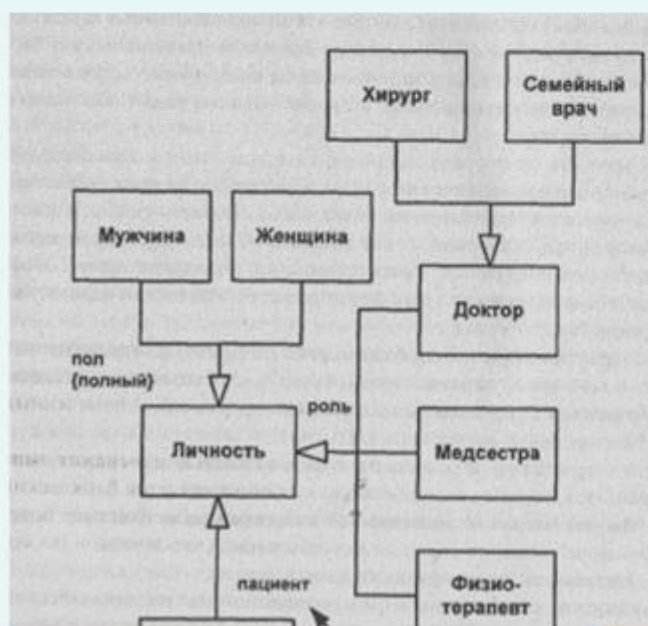 Хирург
Семейный
врач
Мужчина
Женщина
Доктор
пол
{полный}
роль
Личность
Медсестра
пациент
Физио-
терапевт